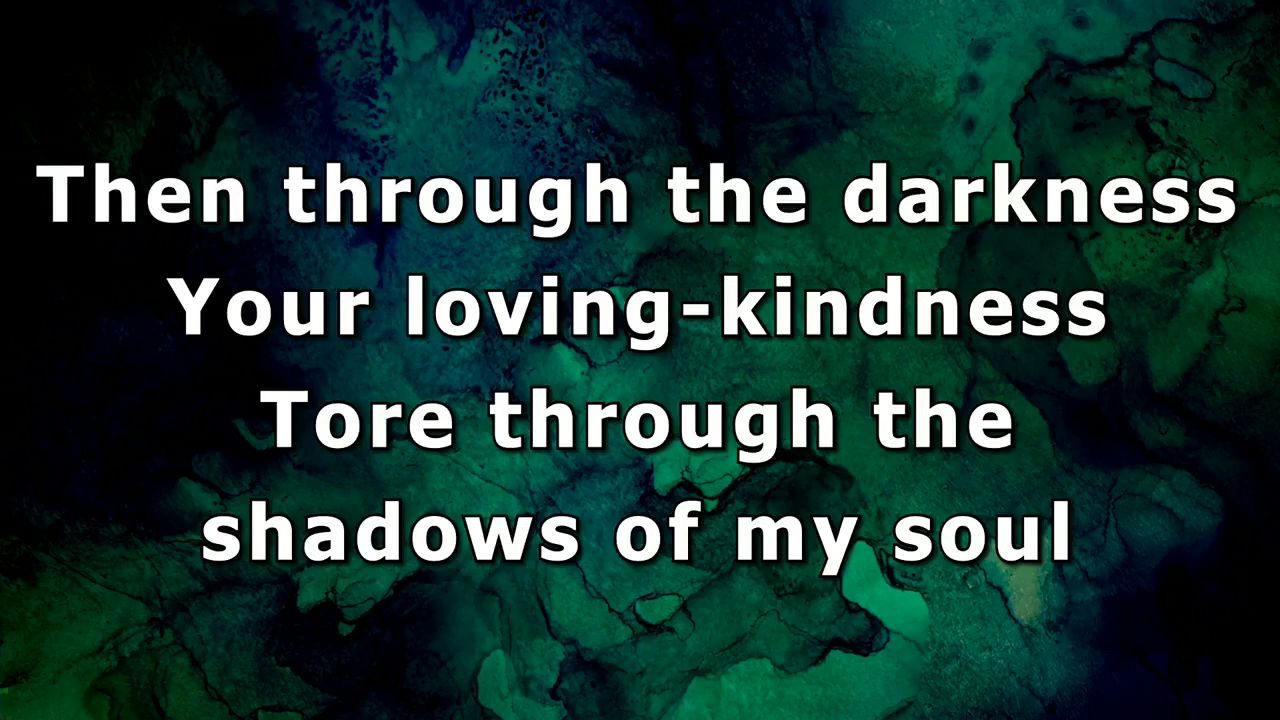 Then through the darkness
Your loving-kindness
Tore through the
shadows of my soul